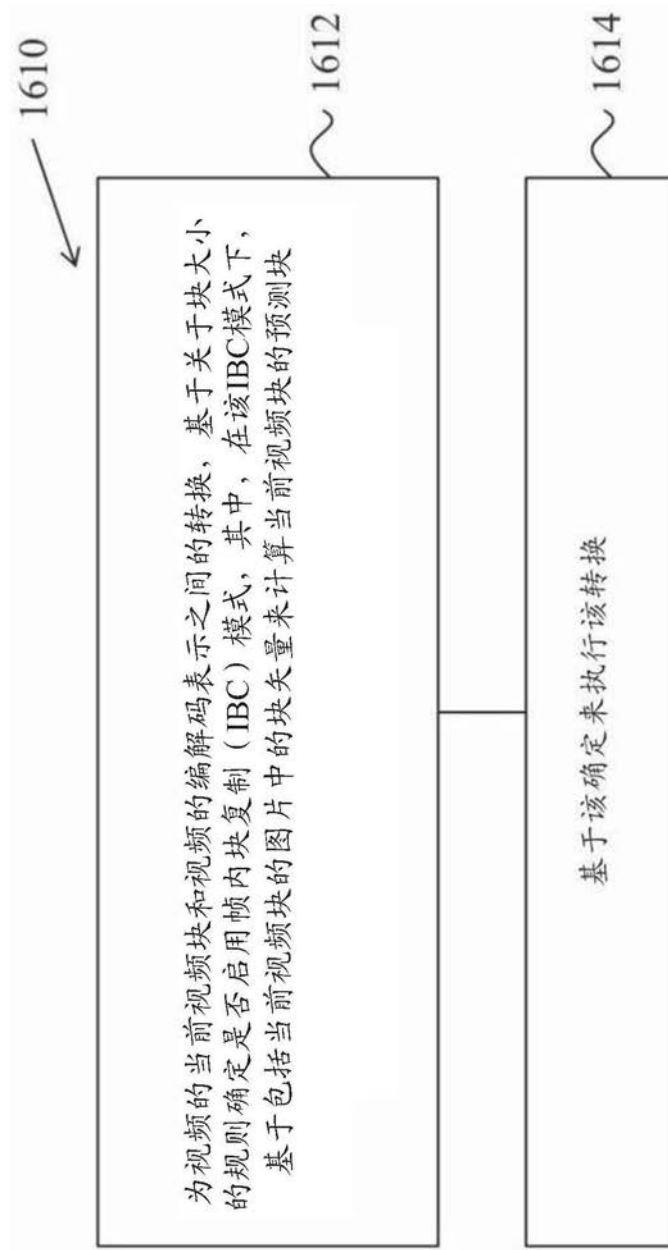 1610
为视频的当前视频块和视频的编解码表示之间的转换，基于关于块大小
的规则确定是否启用帧内块复制（IBC）模式，其中，在该IBC模式下，
基于包括当前视频块的图片中的块矢量来计算当前视频块的预测块
1612
基于该确定来执行该转换
1614